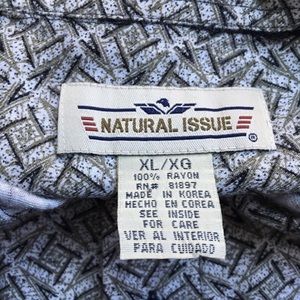 NATURAL ISSUE
®
XL/XG
100% RAYON
RN# 81897
MADE IN KOREA
HECHO EN COREA
SEE INSIDE
FOR CARE
VER AL INTERIOR
PARA CUIDADO